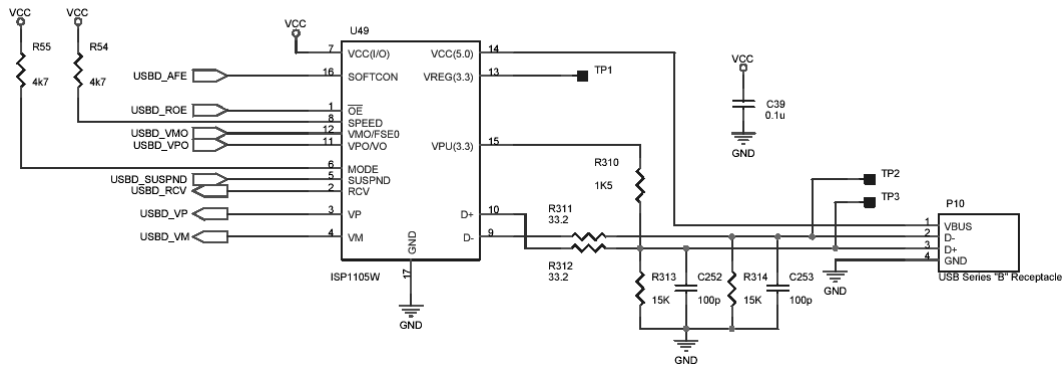 VCC
VCC
R55
4k7
R54
4k7
VCC
U49
7
VCC(I/O)
VCC(5.0)
14
USBD_AFE
16
SOFTCON
VREG(3.3)
13
TP1
USBD_ROE
1
OE
8
SPEED
USBD_VMO
12
VMO/FSE0
USBD_VPO
11
VPO/VO
VPU(3.3)
15
6
MODE
USBD_SUSPND
5
SUSPND
USBD_RCV
2
RCV
USBD_VP
3
VP
D+
10
USBD_VM
4
VM
D-
9
GND
17
ISP1105W
GND
VCC
C39
0.1u
GND
R310
1K5
R311
33.2
R312
33.2
TP2
TP3
P10
1
VBUS
2
D-
3
D+
4
GND
USB Series "B" Receptacle
GND
R313
15K
C252
100p
R314
15K
C253
100p
GND